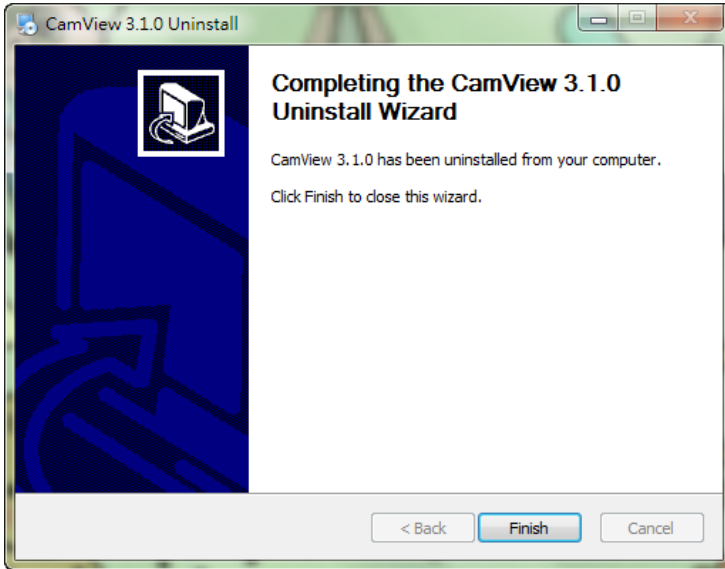 CamView 3.1.0 Uninstall
Completing the CamView 3.1.0
Uninstall Wizard
CamView 3.1.0 has been uninstalled from your computer.
Click Finish to close this wizard.
< Back
Finish
Cancel